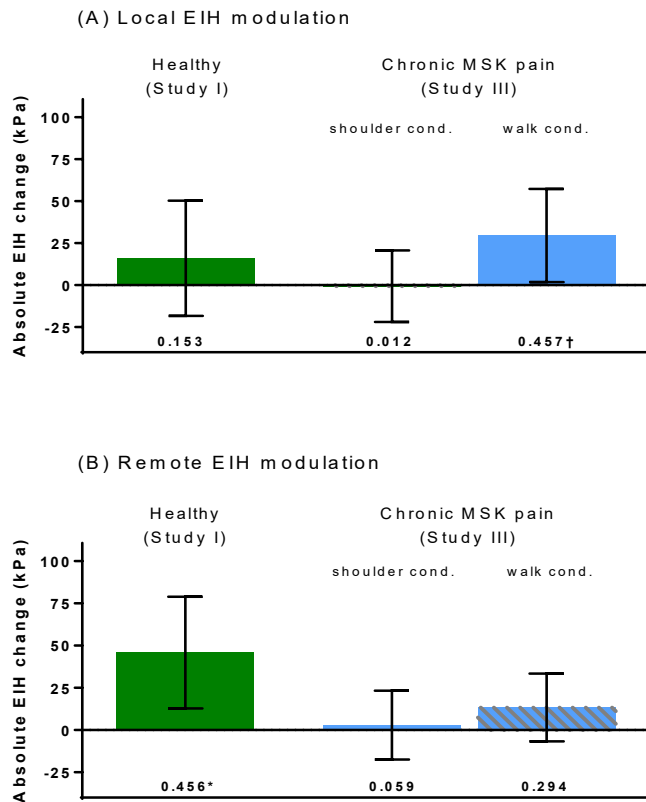 (A) Local EIH modulation
Healthy
(Study I)
Chronic MSK pain
(Study III)
shoulder cond.
walk cond.
Absolute EIH change (kPa)
100
75
50
25
0
-25
0.153
0.012
0.457†
(B) Remote EIH modulation
Healthy
(Study I)
Chronic MSK pain
(Study III)
shoulder cond.
walk cond.
Absolute EIH change (kPa)
100
75
50
25
0
-25
0.456*
0.059
0.294